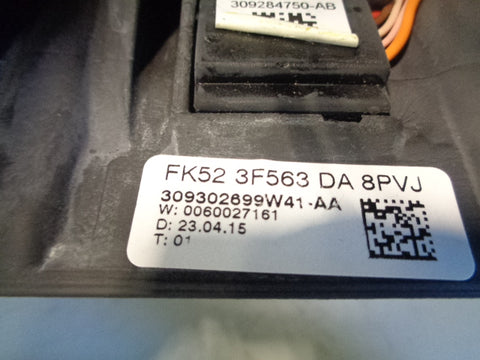 309284750-AB
FK52 3F563 DA 8PVJ
309302699W41-AA
W: 0060027161
D: 23.04.15
T: 01